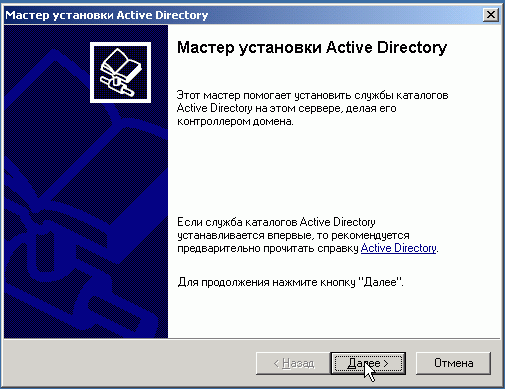 Мастер установки Active Directory
Мастер установки Active Directory
Этот мастер помогает установить службы каталогов
Active Directory на этом сервере, делая его
контроллером домена.
Если служба каталогов Active Directory
устанавливается впервые, то рекомендуется
предварительно прочитать справку Active Directory.
Для продолжения нажмите кнопку "Далее".
< Назад
Далее >
Отмена